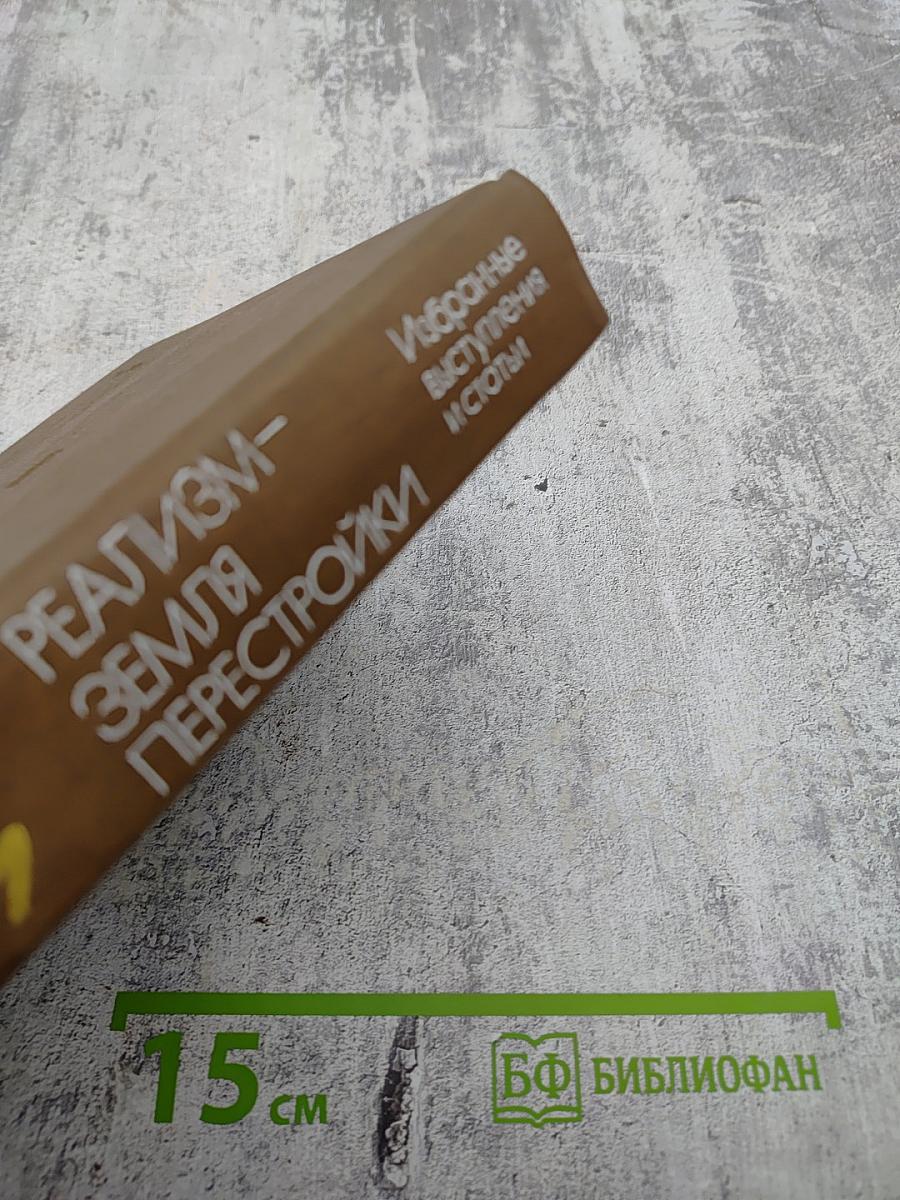 РЕАЛИЗМ–
ЗЕМЛЯ
ПЕРЕСТРОЙКИ
Избранные
выступления
и статьи
15 см
БФ БИБЛИОФАН